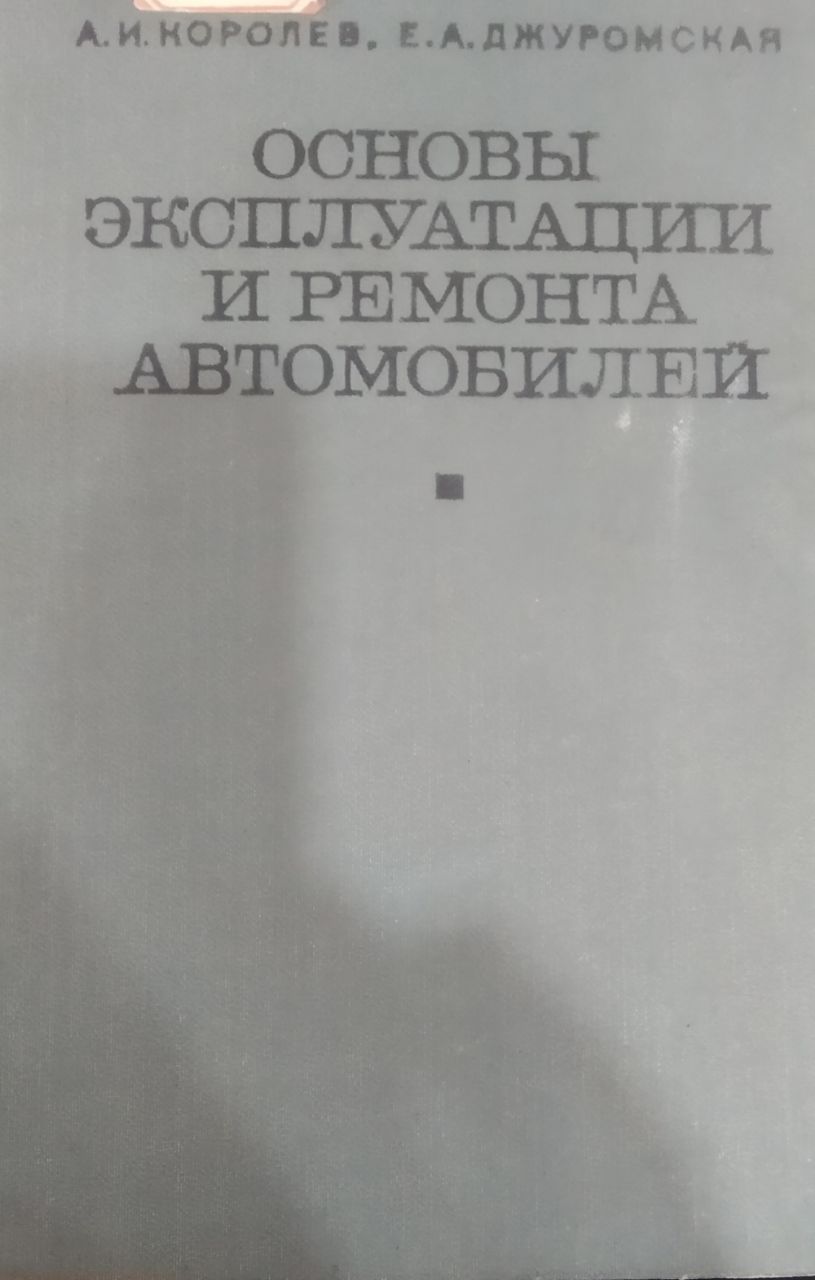 А. И. КОРОЛЕВ, Е. А. ДЖУРОМСКАЯ
ОСНОВЫ
ЭКСПЛУАТАЦИИ
И РЕМОНТА
АВТОМОБИЛЕЙ